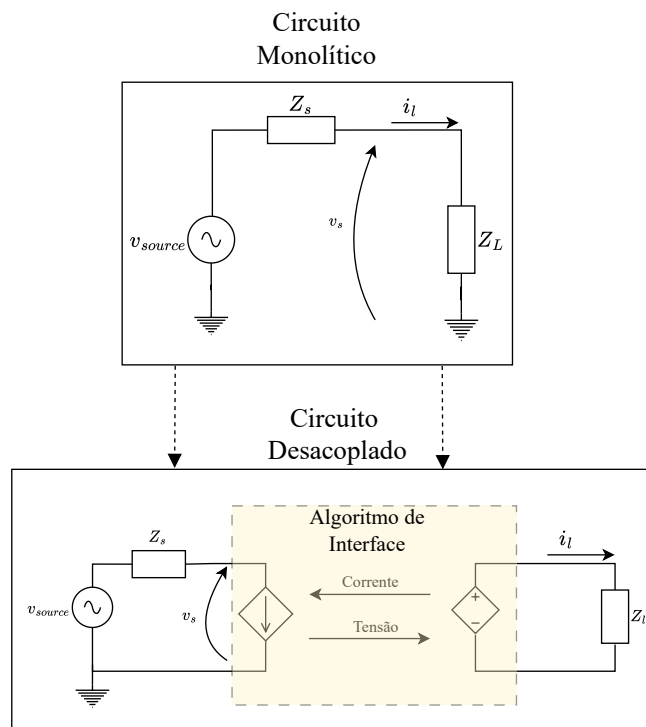 Circuito
Monolítico
Z_s
i_l
v_s
v_source
Z_L
Circuito
Desacoplado
Algoritmo de
Interface
Z_s
i_l
Corrente
v_source
v_s
Tensão
Z_l